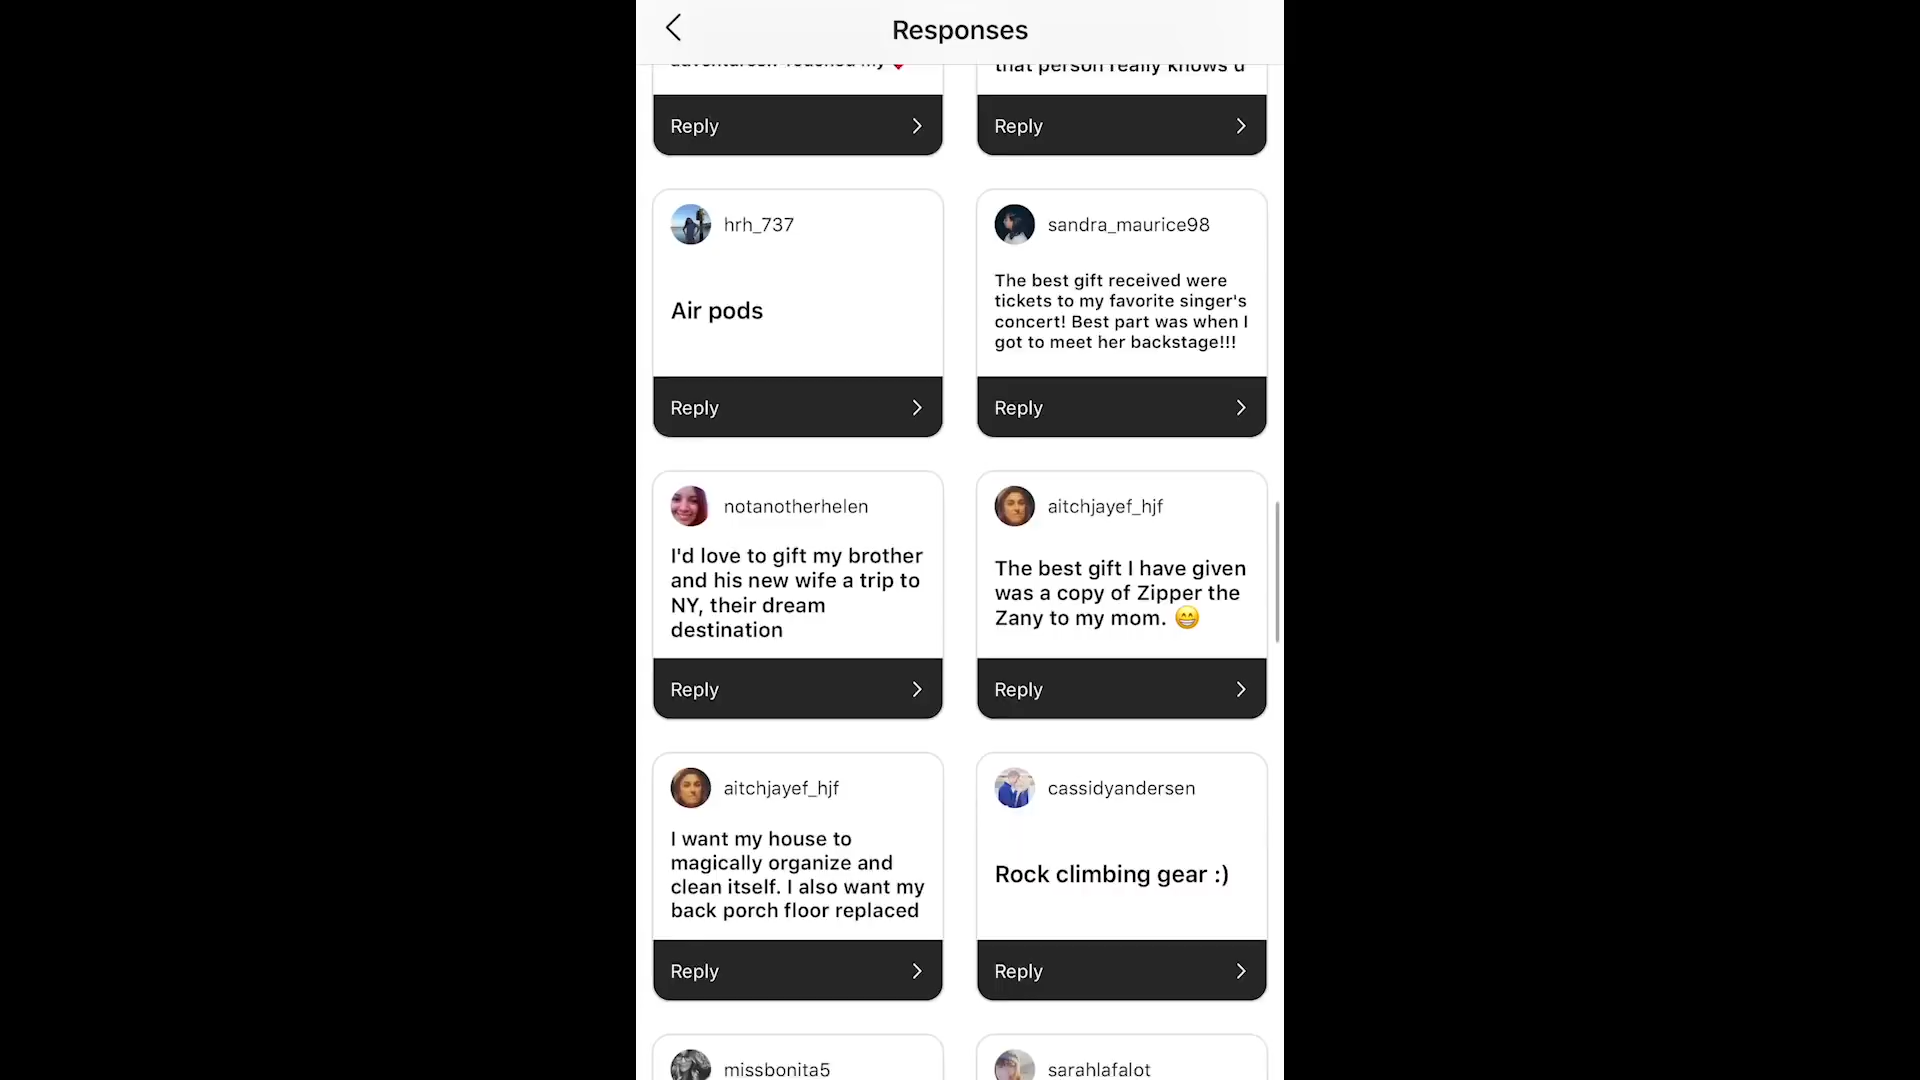 Responses
that person really knows u
Reply
Reply
hrh_737
Air pods
Reply
sandra_maurice98
The best gift received were
tickets to my favorite singer's
concert! Best part was when I
got to meet her backstage!!!
Reply
notanotherhelen
I'd love to gift my brother
and his new wife a trip to
NY, their dream
destination
Reply
aitchjayef_hjf
The best gift I have given
was a copy of Zipper the
Zany to my mom. 😁
Reply
aitchjayef_hjf
I want my house to
magically organize and
clean itself. I also want my
back porch floor replaced
Reply
cassidyandersen
Rock climbing gear :)
Reply
missbonita5
sarahlafalot